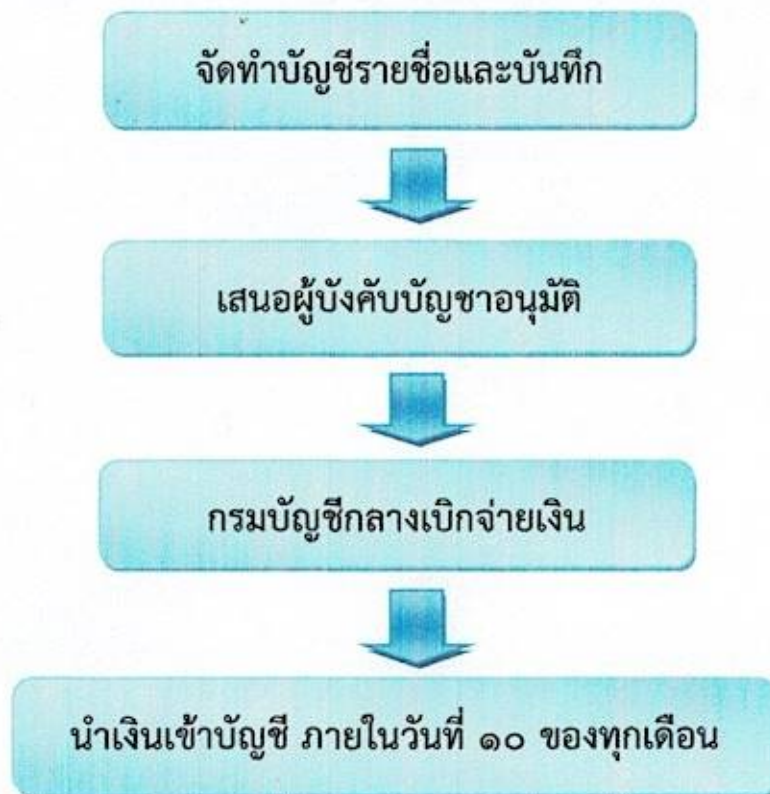 จัดทำบัญชีรายชื่อและบันทึก
เสนอผู้บังคับบัญชาอนุมัติ
กรมบัญชีกลางเบิกจ่ายเงิน
นำเงินเข้าบัญชี ภายในวันที่ ๑๐ ของทุกเดือน